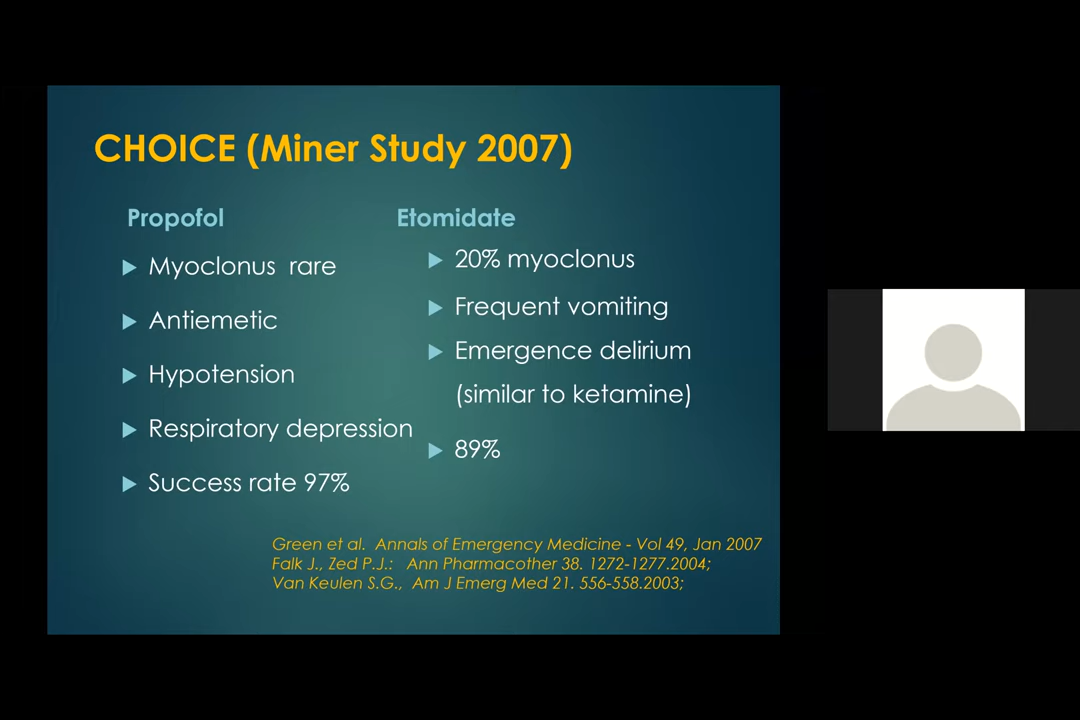 CHOICE (Miner Study 2007)
Propofol
Myoclonus rare
Antiemetic
Hypotension
Respiratory depression
Success rate 97%
Etomidate
20% myoclonus
Frequent vomiting
Emergence delirium
(similar to ketamine)
89%
Green et al. Annals of Emergency Medicine - Vol 49, Jan 2007
Falk J., Zed P.J.: Ann Pharmacother 38. 1272-1277.2004;
Van Keulen S.G., Am J Emerg Med 21. 556-558.2003;